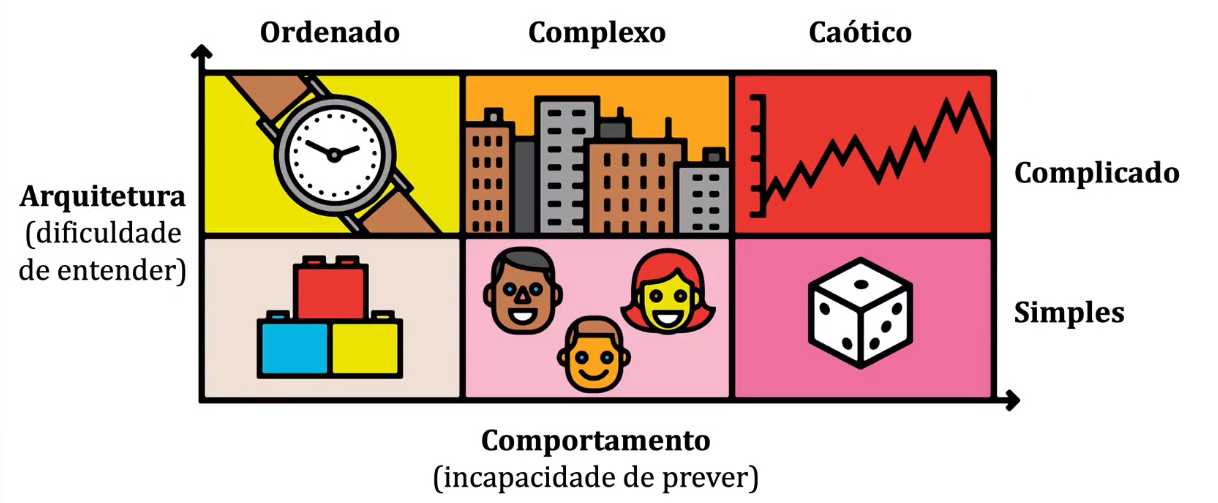 Ordenado
Complexo
Caótico
Arquitetura
(dificuldade
de entender)
Complicado
Simples
Comportamento
(incapacidade de prever)